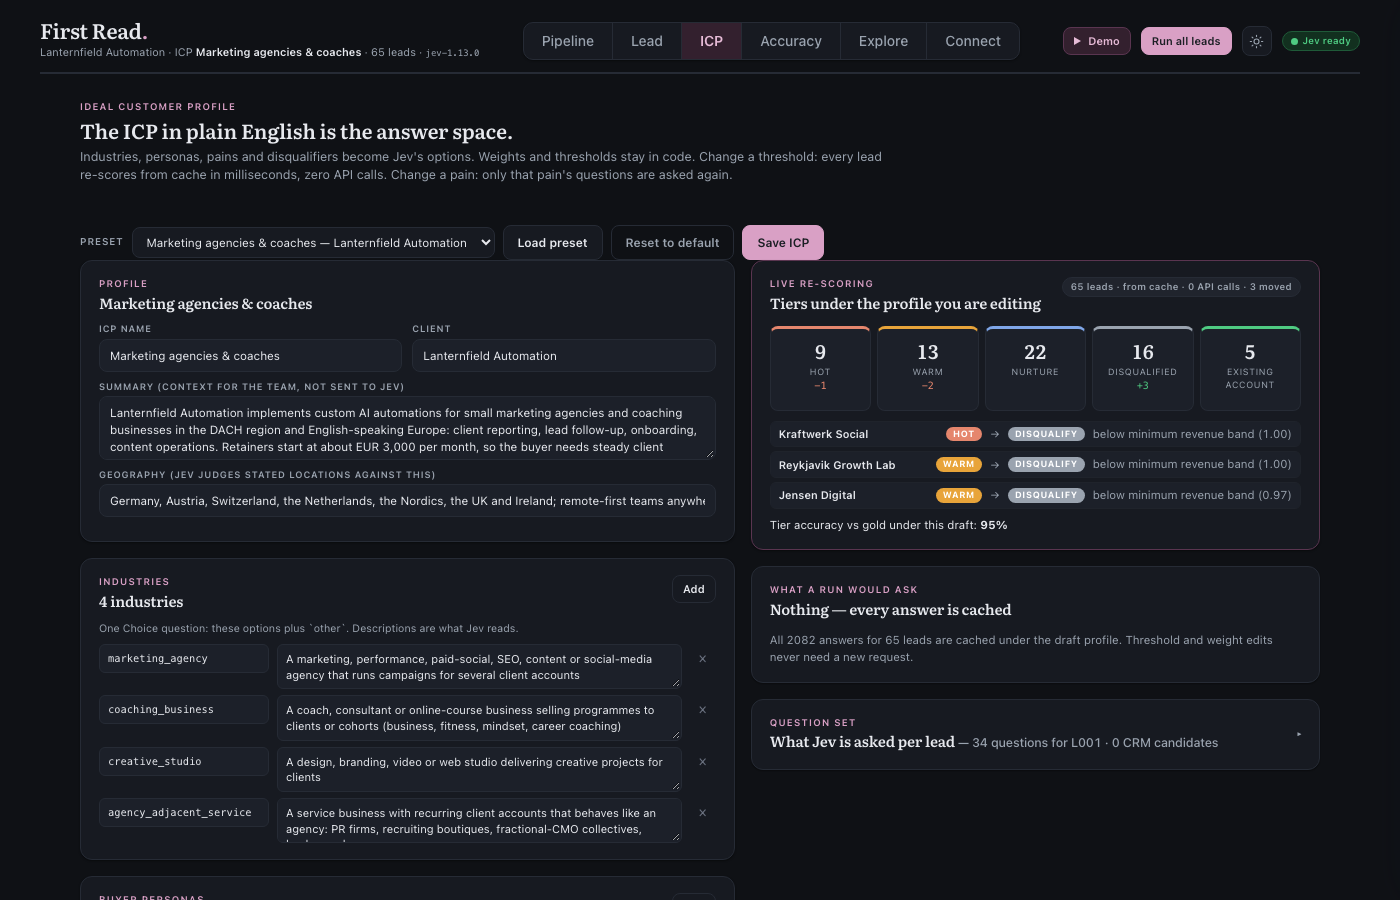 First Read.
Lanternfield Automation · ICP Marketing agencies & coaches · 65 leads · jev-1.13.0
Pipeline
Lead
ICP
Accuracy
Explore
Connect
▶ Demo
Run all leads
Jev ready
IDEAL CUSTOMER PROFILE
The ICP in plain English is the answer space.
Industries, personas, pains and disqualifiers become Jev's options. Weights and thresholds stay in code. Change a threshold: every lead
re-scores from cache in milliseconds, zero API calls. Change a pain: only that pain's questions are asked again.
PRESET
Marketing agencies & coaches — Lanternfield Automation
Load preset
Reset to default
Save ICP
PROFILE
Marketing agencies & coaches
ICP NAME
CLIENT
Marketing agencies & coaches
Lanternfield Automation
SUMMARY (CONTEXT FOR THE TEAM, NOT SENT TO JEV)
Lanternfield Automation implements custom AI automations for small marketing agencies and coaching
businesses in the DACH region and English-speaking Europe: client reporting, lead follow-up, onboarding,
content operations. Retainers start at about EUR 3,000 per month, so the buyer needs steady client
GEOGRAPHY (JEV JUDGES STATED LOCATIONS AGAINST THIS)
Germany, Austria, Switzerland, the Netherlands, the Nordics, the UK and Ireland; remote-first teams anywhe
INDUSTRIES
4 industries
Add
One Choice question: these options plus `other`. Descriptions are what Jev reads.
marketing_agency
A marketing, performance, paid-social, SEO, content or social-media
agency that runs campaigns for several client accounts
×
coaching_business
A coach, consultant or online-course business selling programmes to
clients or cohorts (business, fitness, mindset, career coaching)
×
creative_studio
A design, branding, video or web studio delivering creative projects for
clients
×
agency_adjacent_service
A service business with recurring client accounts that behaves like an
agency: PR firms, recruiting boutiques, fractional-CMO collectives,
×
BUYER PERSONAS
LIVE RE-SCORING
Tiers under the profile you are editing
65 leads · from cache · 0 API calls · 3 moved
9
HOT
−1
13
WARM
−2
22
NURTURE
16
DISQUALIFIED
+3
5
EXISTING
ACCOUNT
Kraftwerk Social HOT → DISQUALIFY below minimum revenue band (1.00)
Reykjavik Growth Lab WARM → DISQUALIFY below minimum revenue band (1.00)
Jensen Digital WARM → DISQUALIFY below minimum revenue band (0.97)
Tier accuracy vs gold under this draft: 95%
WHAT A RUN WOULD ASK
Nothing — every answer is cached
All 2082 answers for 65 leads are cached under the draft profile. Threshold and weight edits
never need a new request.
QUESTION SET
What Jev is asked per lead — 34 questions for L001 · 0 CRM candidates